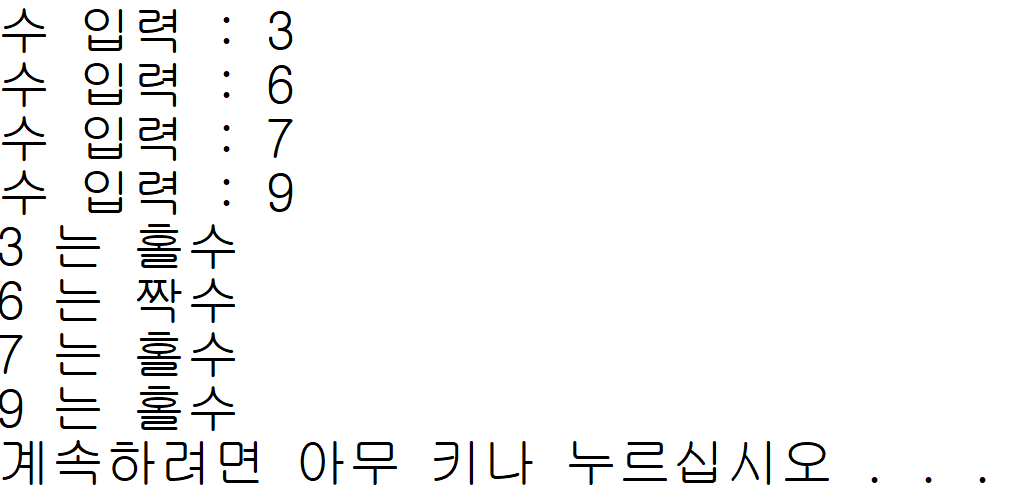 수 입력 : 3
수 입력 : 6
수 입력 : 7
수 입력 : 9
3 는 홀수
6 는 짝수
7 는 홀수
9 는 홀수
계속하려면 아무 키나 누르십시오 . . .